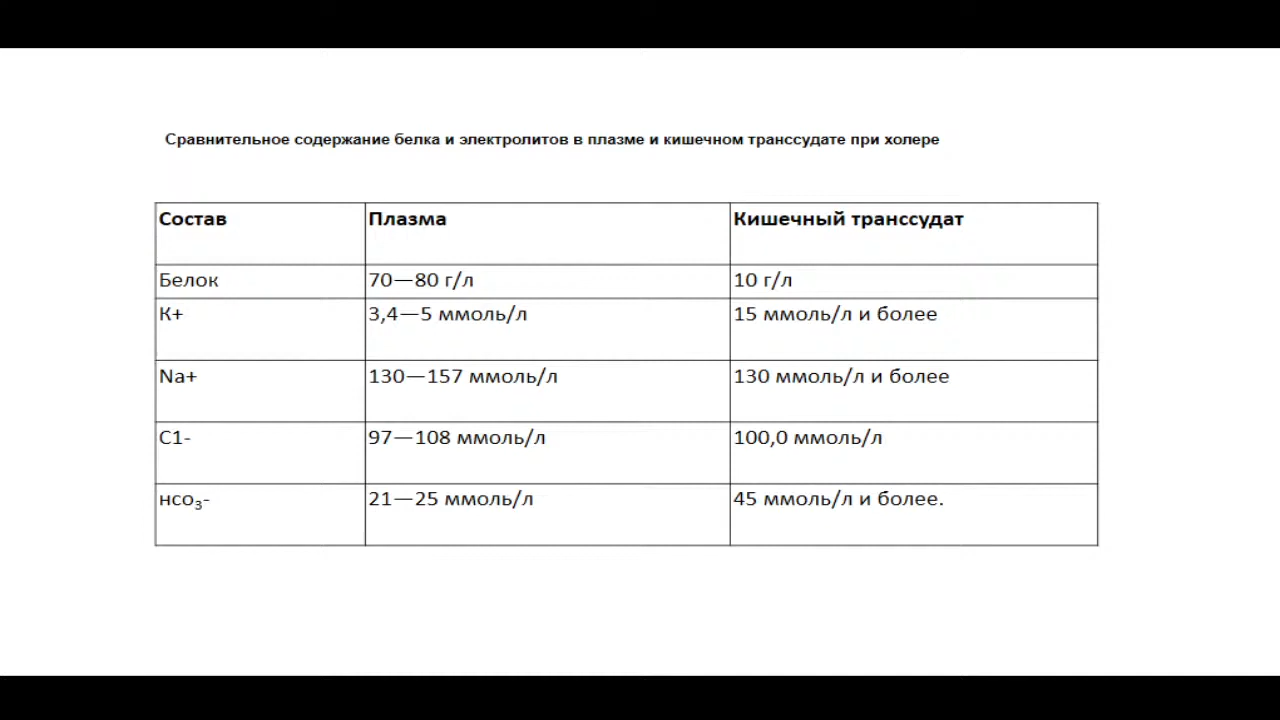 Сравнительное содержание белка и электролитов в плазме и кишечном транссудате при холере
Состав Плазма Кишечный транссудат
Белок 70—80 г/л 10 г/л
К+ 3,4—5 ммоль/л 15 ммоль/л и более
Na+ 130—157 ммоль/л 130 ммоль/л и более
С1- 97—108 ммоль/л 100,0 ммоль/л
нсо₃- 21—25 ммоль/л 45 ммоль/л и более.